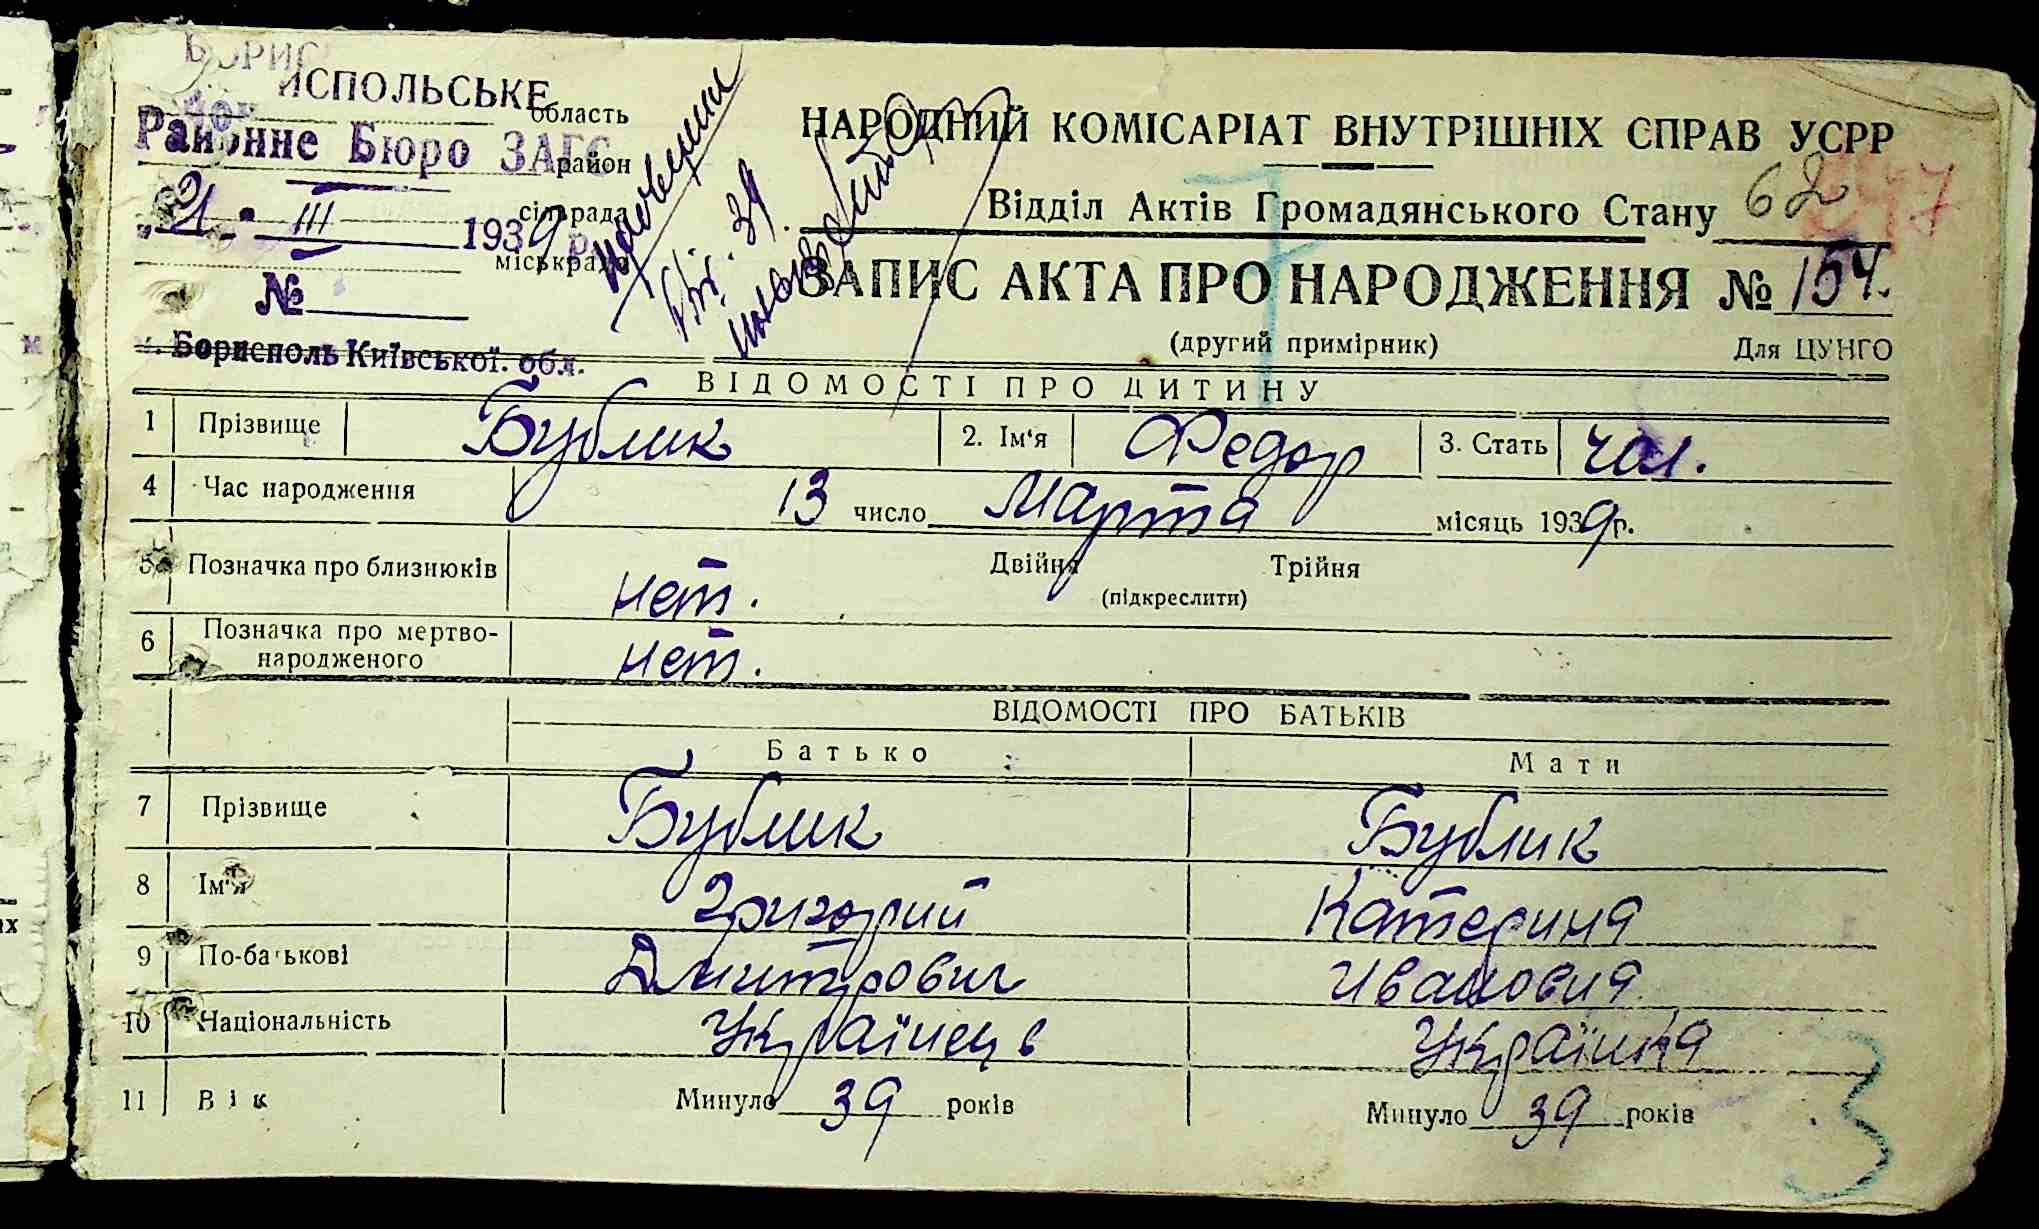 ИСПОЛЬСЬКЕ
область
Районне Бюро ЗАГС
район
сільрада
21 III 1939 р.
міськрада
№
м. Борисполь Київської. обл.
НАРОДНИЙ КОМІСАРІАТ ВНУТРІШНІХ СПРАВ УСРР
Відділ Актів Громадянського Стану
62
ЗАПИС АКТА ПРО НАРОДЖЕННЯ № 154.
(другий примірник) Для ЦУНГО
ВІДОМОСТІ ПРО ДИТИНУ
1 Прізвище Бублик 2. Ім'я Федор 3. Стать чол.
4 Час народження 13 число Марта місяць 1939 р.
5 Позначка про близнюків нет. Двійня Трійня
(підкреслити)
6 Позначка про мертво-
народженого нет.
ВІДОМОСТІ ПРО БАТЬКІВ
Батько Мати
7 Прізвище Бублик Бублик
8 Ім'я Григорий Катерина
9 По-батькові Дмитрович Ивановна
10 Національність Українець Українка
11 Вік Минуло 39 років Минуло 39 років
3